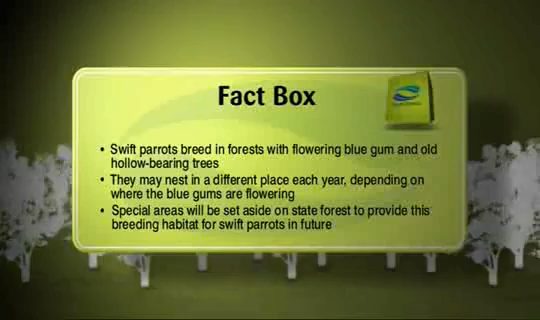 Fact Box
• Swift parrots breed in forests with flowering blue gum and old
hollow-bearing trees
• They may nest in a different place each year, depending on
where the blue gums are flowering
• Special areas will be set aside on state forest to provide this
breeding habitat for swift parrots in future